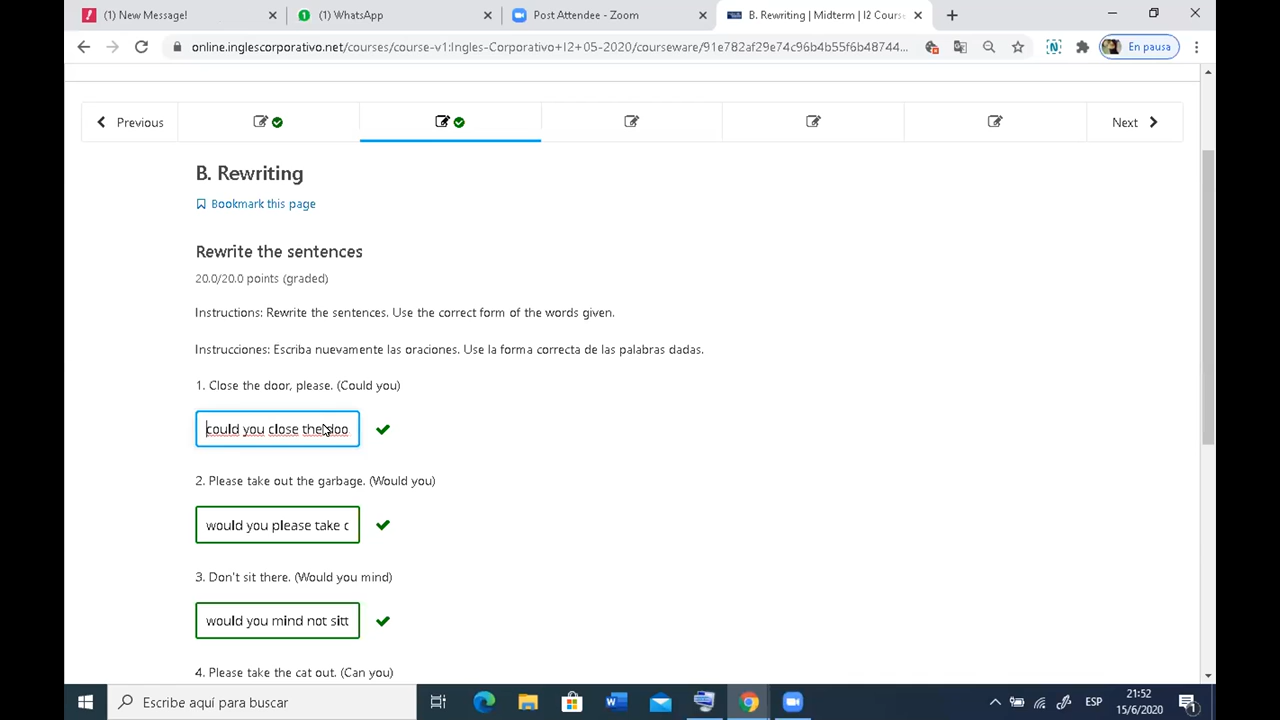 (1) New Message!
(1) WhatsApp
Post Attendee - Zoom
B. Rewriting | Midterm | I2 Cours
online.inglescorporativo.net/courses/course-v1:Ingles-Corporativo+I2+05-2020/courseware/91e782af29e74c96b4b55f6b48744...
En pausa
Previous
Next
B. Rewriting
Bookmark this page
Rewrite the sentences
20.0/20.0 points (graded)
Instructions: Rewrite the sentences. Use the correct form of the words given.
Instrucciones: Escriba nuevamente las oraciones. Use la forma correcta de las palabras dadas.
1. Close the door, please. (Could you)
could you close the doo
2. Please take out the garbage. (Would you)
would you please take
3. Don't sit there. (Would you mind)
would you mind not sitt
4. Please take the cat out. (Can you)
Escribe aquí para buscar
ESP
21:52
15/6/2020
1